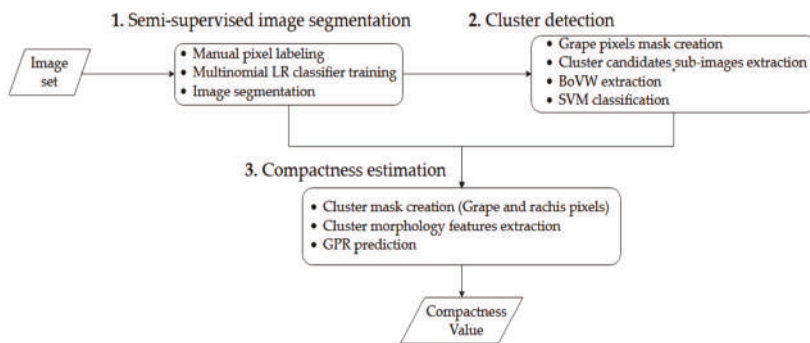 1. Semi-supervised image segmentation
2. Cluster detection
Image
set
• Manual pixel labeling
• Multinomial LR classifier training
• Image segmentation
• Grape pixels mask creation
• Cluster candidates sub-images extraction
• BoVW extraction
• SVM classification
3. Compactness estimation
• Cluster mask creation (Grape and rachis pixels)
• Cluster morphology features extraction
• GPR prediction
Compactness
Value